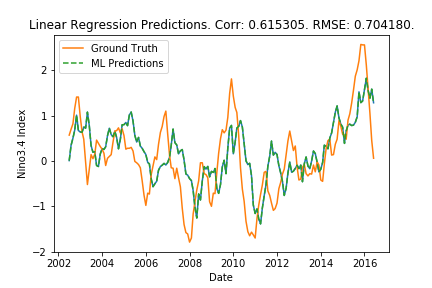 Linear Regression Predictions. Corr: 0.615305. RMSE: 0.704180.
Ground Truth
ML Predictions
Nino3.4 Index
2
1
0
−1
−2
2002 2004 2006 2008 2010 2012 2014 2016
Date